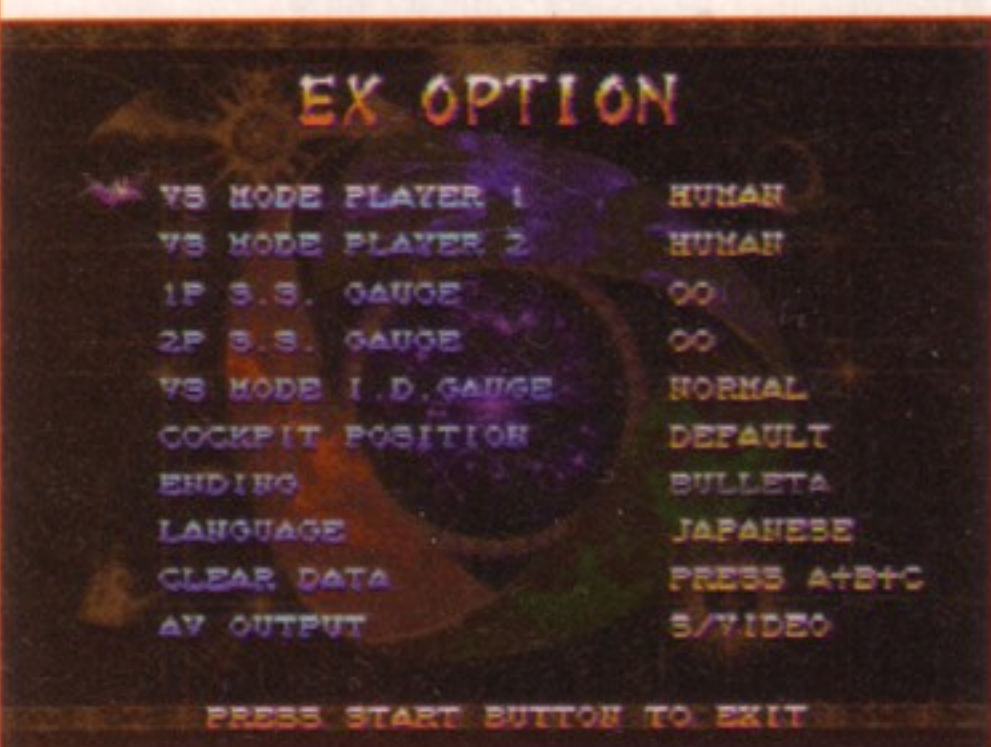 EX OPTION
VS MODE PLAYER 1 HUMAN
VS MODE PLAYER 2 HUMAN
1P S.S. GAUGE ∞
2P S.S. GAUGE ∞
VS MODE I.D.GAUGE NORMAL
COCKPIT POSITION DEFAULT
ENDING BULLETA
LANGUAGE JAPANESE
CLEAR DATA PRESS A+B+C
AV OUTPUT S/VIDEO
PRESS START BUTTON TO EXIT